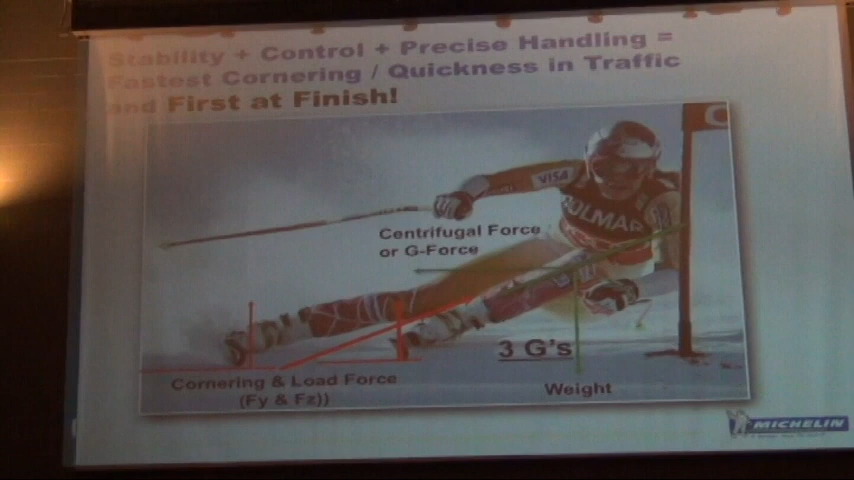 Stability + Control + Precise Handling =
Fastest Cornering / Quickness in Traffic
and First at Finish!
VISA
COLMAR
Centrifugal Force
or G-Force
3 G's
Cornering & Load Force
(Fy & Fz))
Weight
MICHELIN